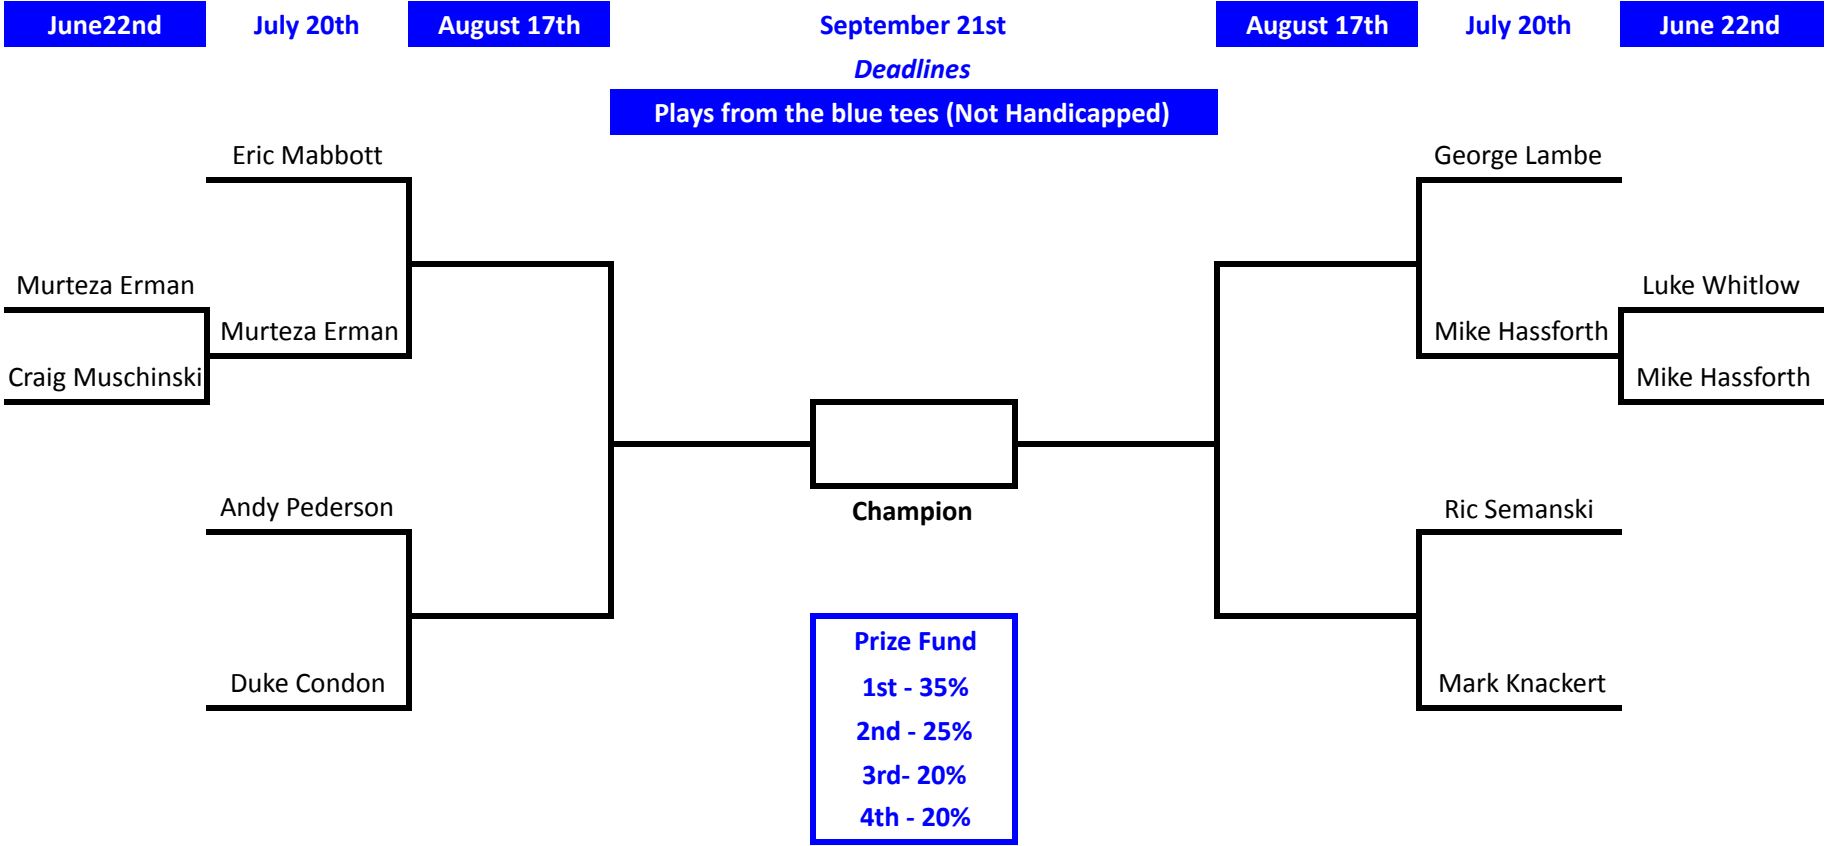 June22nd July 20th August 17th September 21st August 17th July 20th June 22nd
Deadlines
Plays from the blue tees (Not Handicapped)
Eric Mabbott George Lambe
Murteza Erman Luke Whitlow
Murteza Erman Mike Hassforth
Craig Muschinski Mike Hassforth
Andy Pederson Ric Semanski
Champion
Prize Fund
Duke Condon 1st - 35% Mark Knackert
2nd - 25%
3rd- 20%
4th - 20%